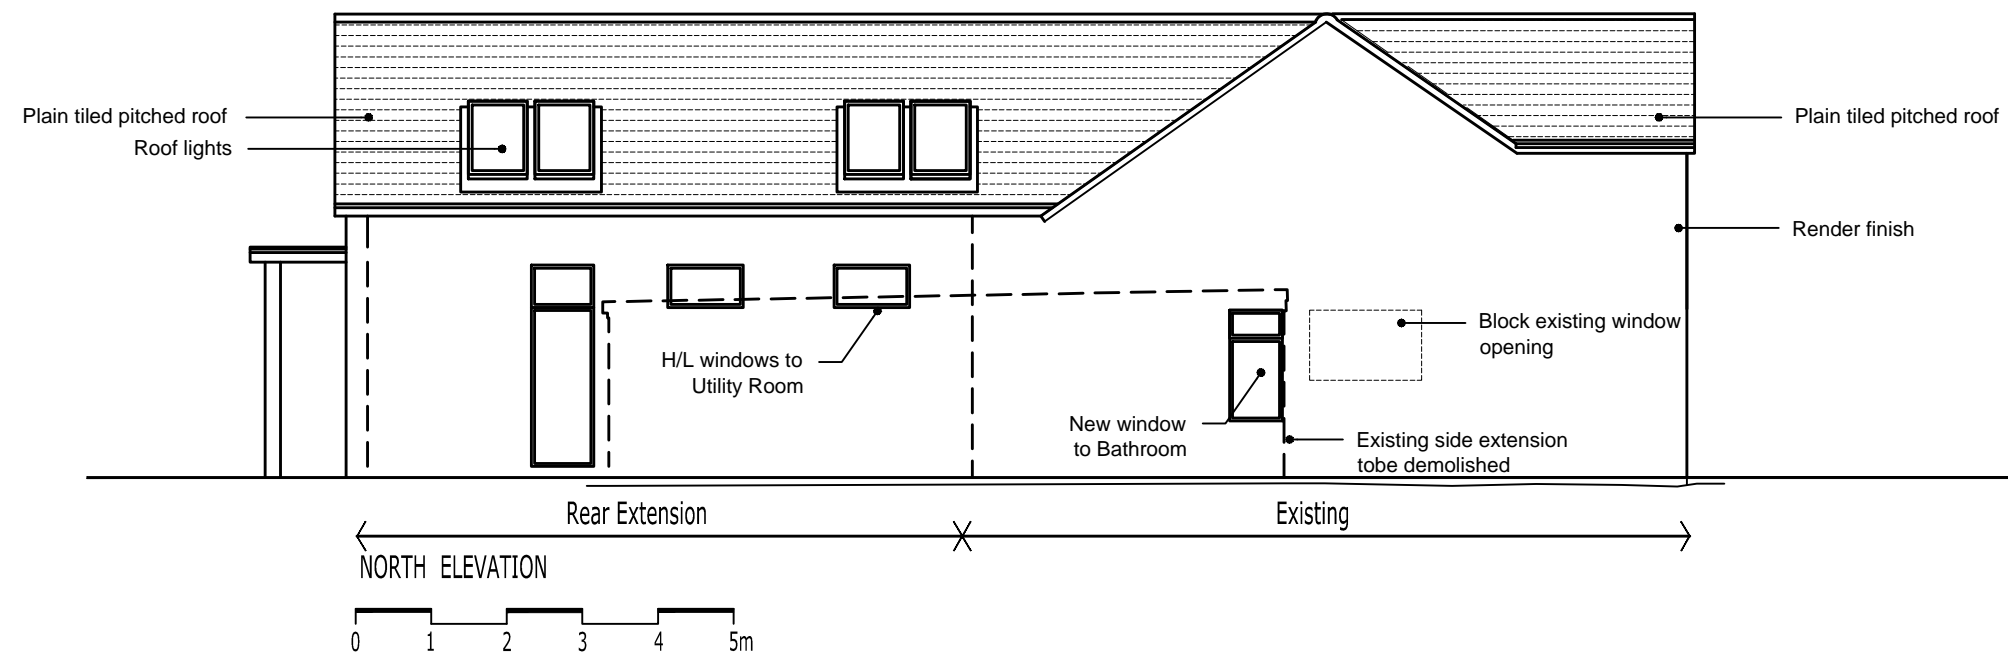 Plain tiled pitched roof
Roof lights
Plain tiled pitched roof
Render finish
Block existing window
opening
H/L windows to
Utility Room
New window
to Bathroom
Existing side extension
tobe demolished
Rear Extension
Existing
NORTH ELEVATION
0 1 2 3 4 5m